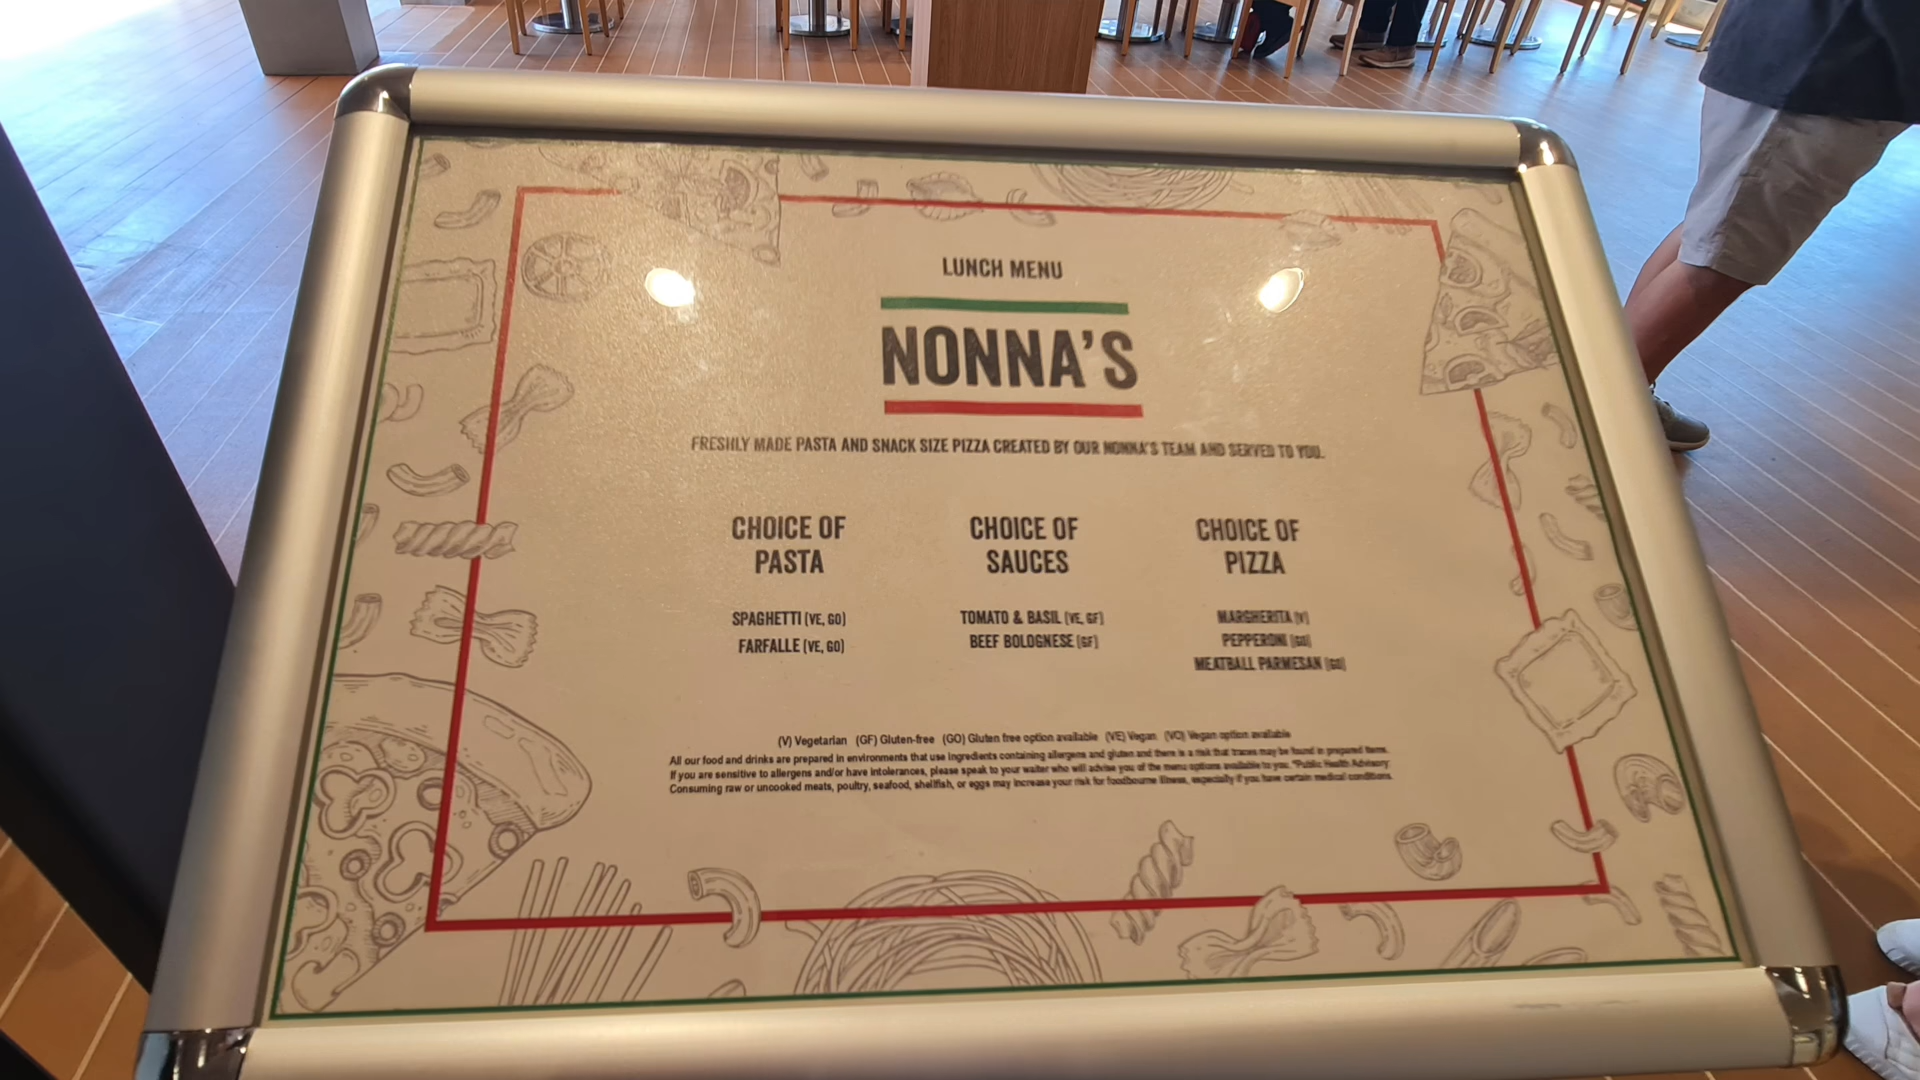 LUNCH MENU
NONNA'S
FRESHLY MADE PASTA AND SNACK SIZE PIZZA CREATED BY OUR NONNA'S TEAM AND SERVED TO YOU.
CHOICE OF
PASTA
SPAGHETTI (VE, GO)
FARFALLE (VE, GO)
CHOICE OF
SAUCES
TOMATO & BASIL (VE, GF)
BEEF BOLOGNESE (GF)
CHOICE OF
PIZZA
MARGHERITA (V)
PEPPERONI (GO)
MEATBALL PARMESAN (GO)
(V) Vegetarian (GF) Gluten-free (GO) Gluten free option available (VE) Vegan (VO) Vegan option available
All our food and drinks are prepared in environments that use ingredients containing allergens and gluten and there is a risk that traces may be found in prepared items.
If you are sensitive to allergens and/or have intolerances, please speak to your waiter who will advise you of the menu options available to you. *Public Health Advisory:
Consuming raw or uncooked meats, poultry, seafood, shellfish, or eggs may increase your risk for foodbourne illness, especially if you have certain medical conditions.